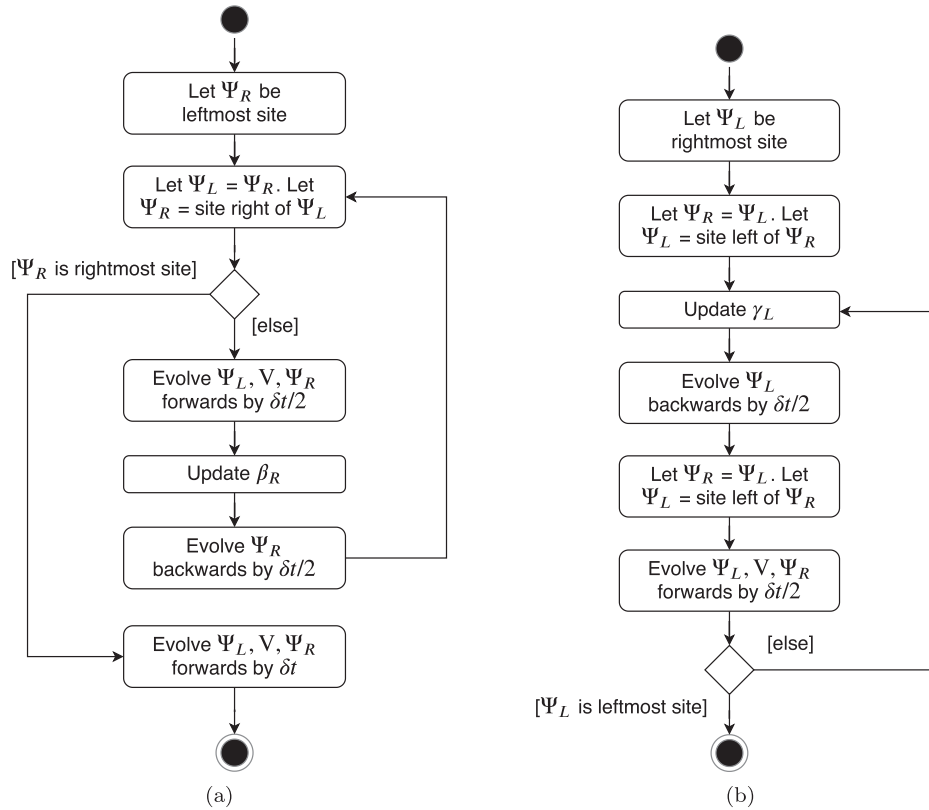 Let Ψ_R be
leftmost site
Let Ψ_L = Ψ_R. Let
Ψ_R = site right of Ψ_L
[Ψ_R is rightmost site]
[else]
Evolve Ψ_L, V, Ψ_R
forwards by δt/2
Update β_R
Evolve Ψ_R
backwards by δt/2
Evolve Ψ_L, V, Ψ_R
forwards by δt
(a)
Let Ψ_L be
rightmost site
Let Ψ_R = Ψ_L. Let
Ψ_L = site left of Ψ_R
Update γ_L
Evolve Ψ_L
backwards by δt/2
Let Ψ_R = Ψ_L. Let
Ψ_L = site left of Ψ_R
Evolve Ψ_L, V, Ψ_R
forwards by δt/2
[else]
[Ψ_L is leftmost site]
(b)